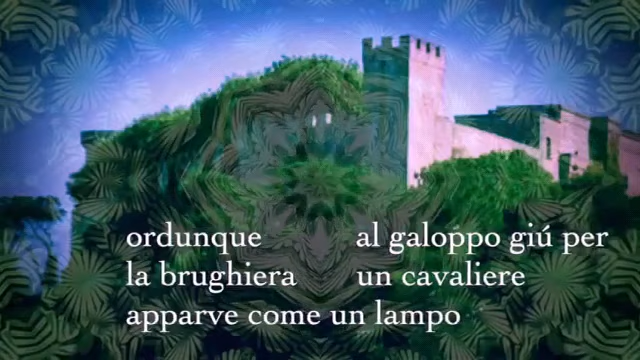 ordunque al galoppo giú per
la brughiera un cavaliere
apparve come un lampo